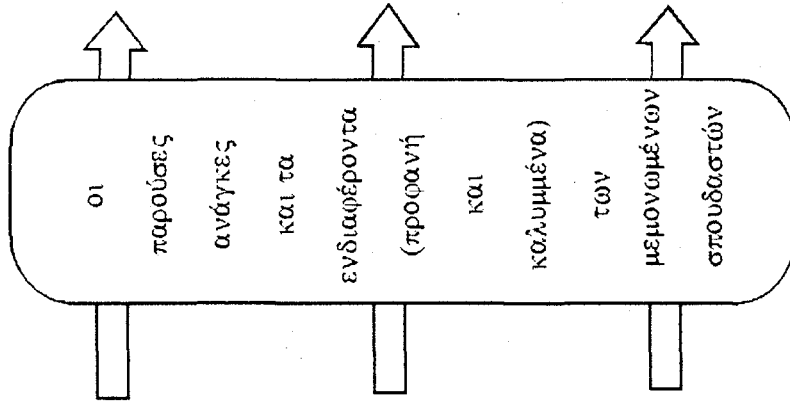 οι
παρούσες
ανάγκες
και τα
ενδιαφέροντα
(προφανή
και
καλυμμένα)
των
μεμονωμένων
σπουδαστών